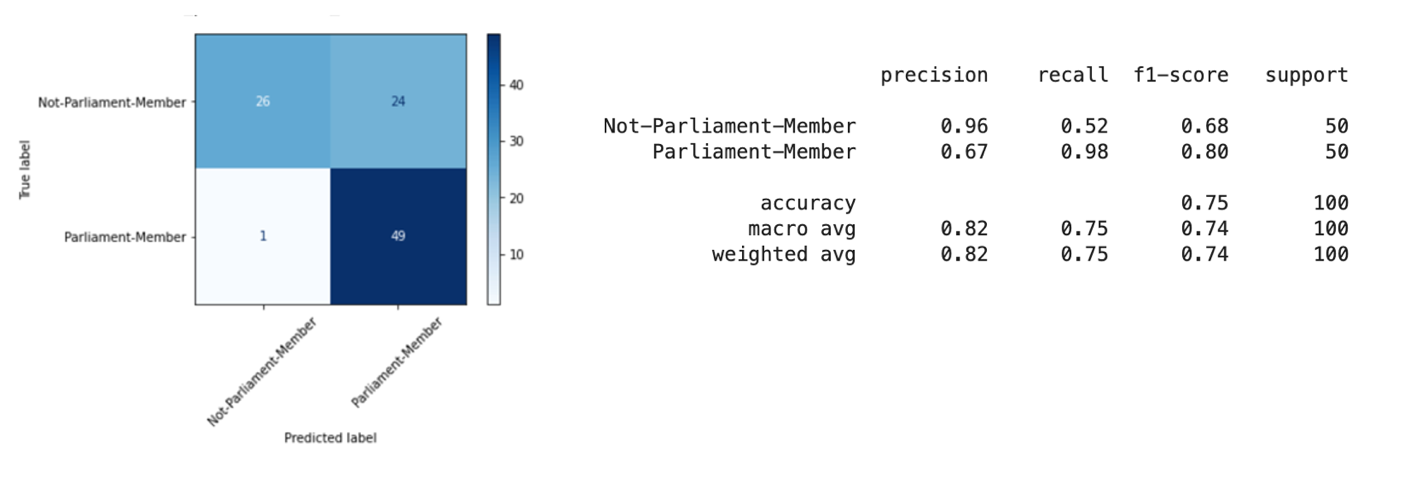 Not-Parliament-Member
26 24
40
30
20
10
True label
Parliament-Member
1 49
Not-Parliament-Member
Parliament-Member
Predicted label
precision recall f1-score support
Not-Parliament-Member 0.96 0.52 0.68 50
Parliament-Member 0.67 0.98 0.80 50
accuracy 0.75 100
macro avg 0.82 0.75 0.74 100
weighted avg 0.82 0.75 0.74 100